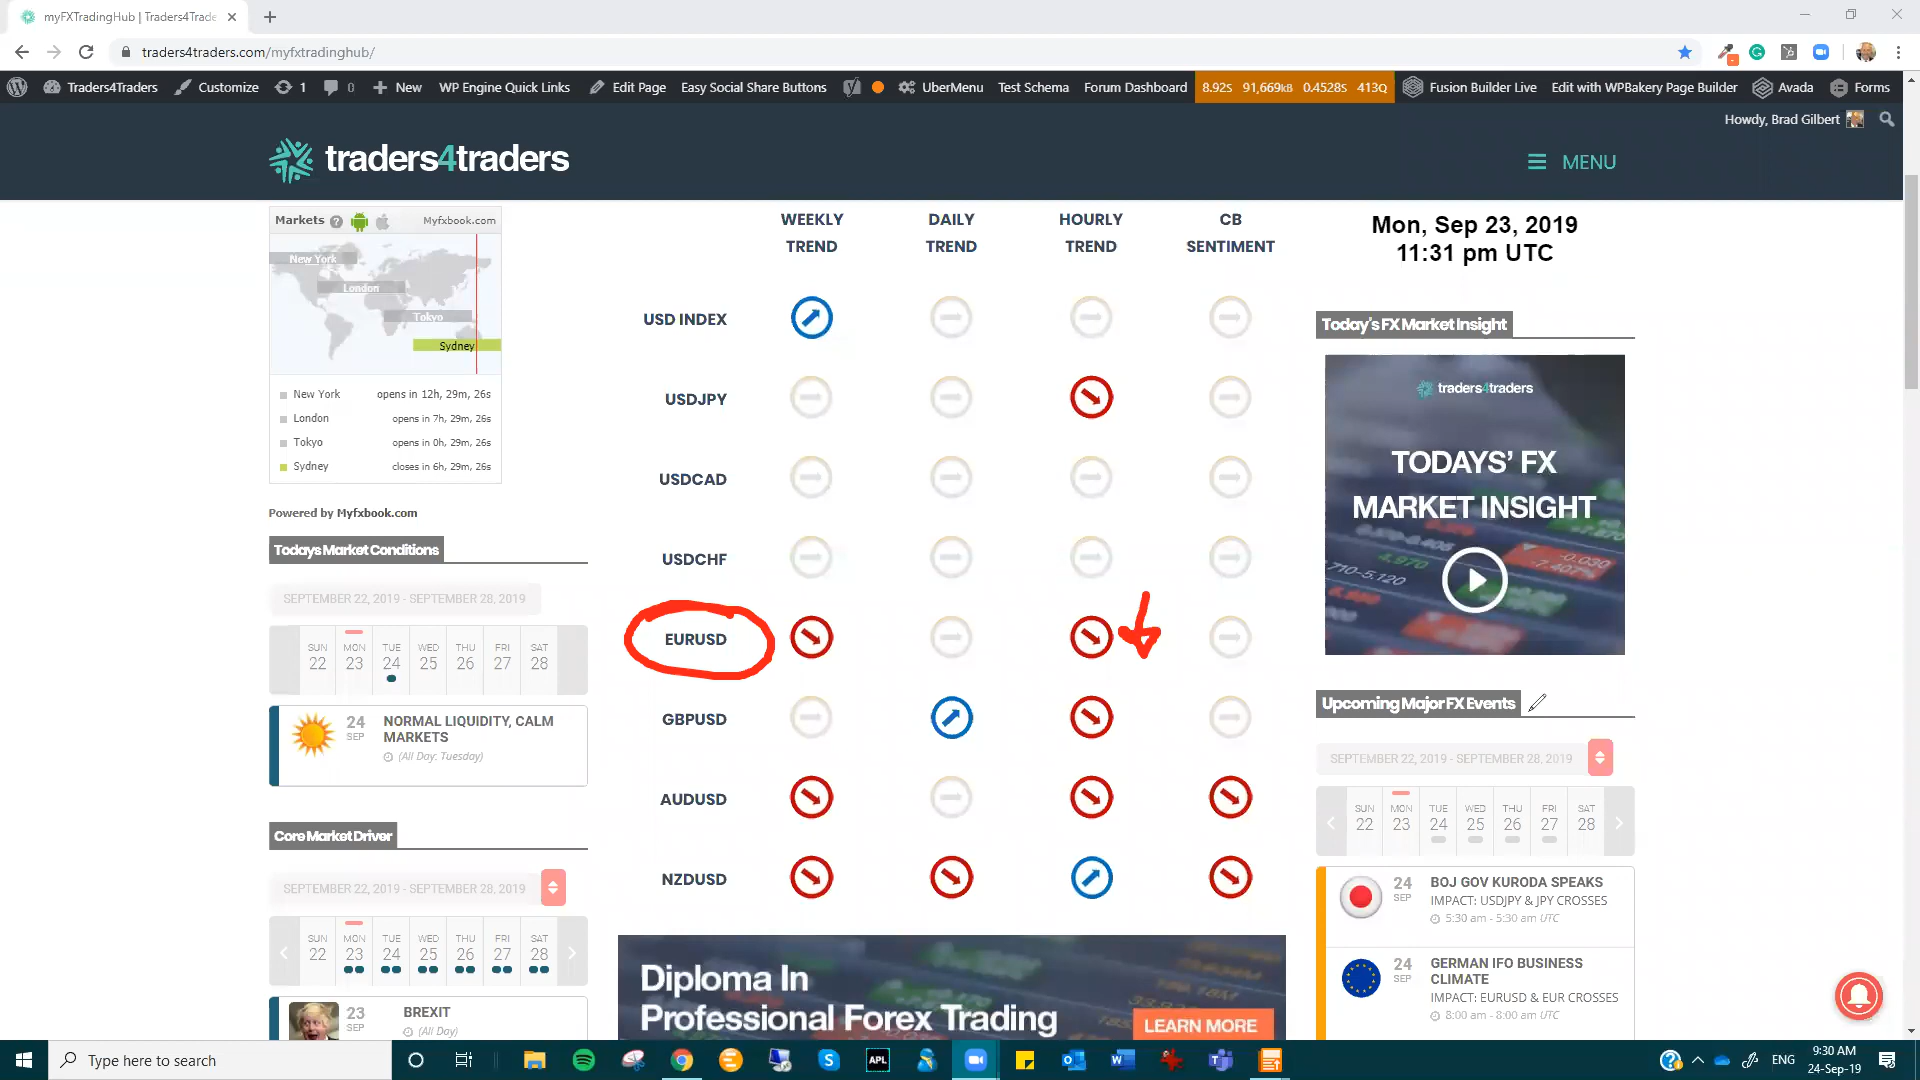 myFXTradingHub | Traders4Trade
traders4traders.com/myfxtradinghub/
Traders4Traders Customize 1 0 New WP Engine Quick Links Edit Page Easy Social Share Buttons UberMenu Test Schema Forum Dashboard 8.92S 91,669KB 0.4528S 413Q Fusion Builder Live Edit with WPBakery Page Builder Avada Forms
Howdy, Brad Gilbert
traders4traders
MENU
Markets ? Myfxbook.com
New York
London
Tokyo
Sydney
New York opens in 12h, 29m, 26s
London opens in 7h, 29m, 26s
Tokyo opens in 0h, 29m, 26s
Sydney closes in 6h, 29m, 26s
Powered by Myfxbook.com
Todays Market Conditions
SEPTEMBER 22, 2019 - SEPTEMBER 28, 2019
SUN MON TUE WED THU FRI SAT
22 23 24 25 26 27 28
24 SEP
NORMAL LIQUIDITY, CALM
MARKETS
(All Day: Tuesday)
Core Market Driver
SEPTEMBER 22, 2019 - SEPTEMBER 28, 2019
SUN MON TUE WED THU FRI SAT
22 23 24 25 26 27 28
23 SEP
BREXIT
(All Day)
WEEKLY TREND
DAILY TREND
HOURLY TREND
CB SENTIMENT
USD INDEX
USDJPY
USDCAD
USDCHF
EURUSD
GBPUSD
AUDUSD
NZDUSD
Diploma In
Professional Forex Trading
LEARN MORE
Mon, Sep 23, 2019
11:31 pm UTC
Today's FX Market Insight
traders4traders
TODAYS' FX
MARKET INSIGHT
Upcoming Major FX Events
SEPTEMBER 22, 2019 - SEPTEMBER 28, 2019
SUN MON TUE WED THU FRI SAT
22 23 24 25 26 27 28
24 SEP
BOJ GOV KURODA SPEAKS
IMPACT: USDJPY & JPY CROSSES
5:30 am - 5:30 am UTC
24 SEP
GERMAN IFO BUSINESS
CLIMATE
IMPACT: EURUSD & EUR CROSSES
8:00 am - 8:00 am UTC
Type here to search
APL
ENG
9:30 AM
24-Sep-19